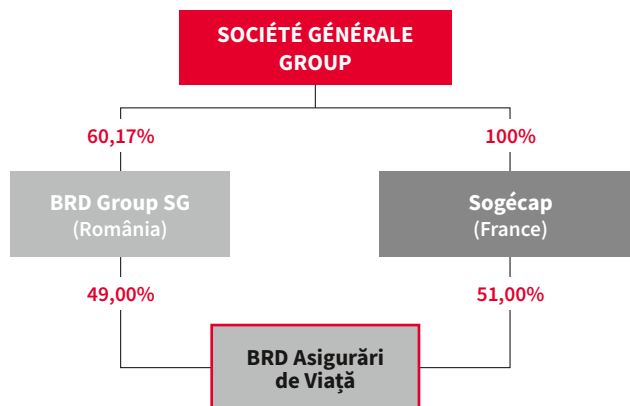 SOCIÉTÉ GÉNÉRALE
GROUP
60,17%
100%
BRD Group SG
(România)
Sogécap
(France)
49,00%
51,00%
BRD Asigurări
de Viață